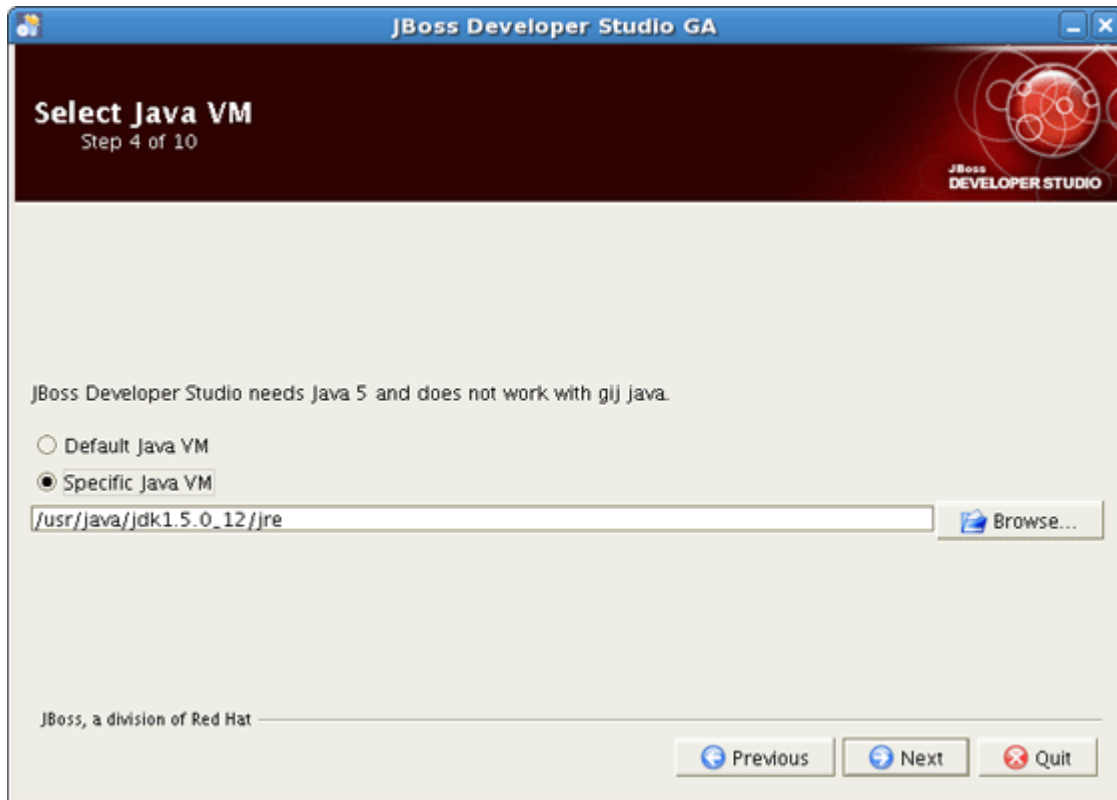 JBoss Developer Studio GA
Select Java VM
Step 4 of 10
JBoss
DEVELOPER STUDIO
JBoss Developer Studio needs Java 5 and does not work with gij java.
Default Java VM
Specific Java VM
/usr/java/jdk1.5.0_12/jre
Browse...
JBoss, a division of Red Hat
Previous
Next
Quit